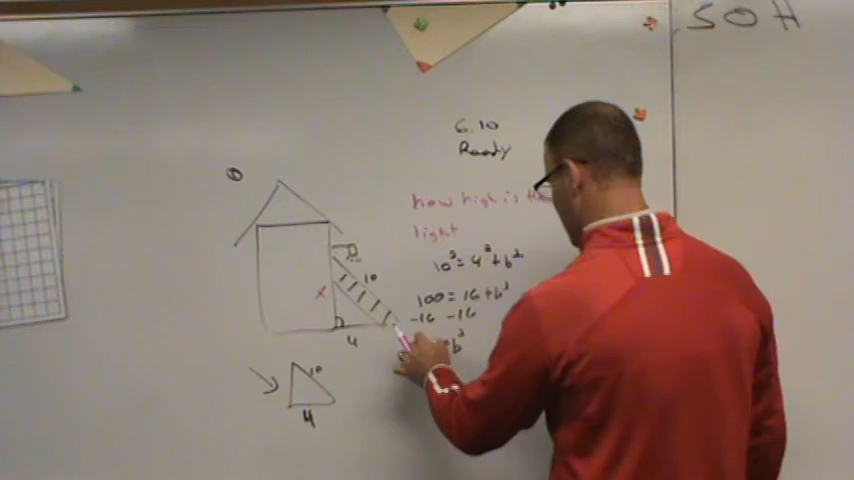 SOH
6.10
Ready
how high is the
light
10² = 4² + b²
100 = 16 + b²
-16 -16
b²
10
x
4
10
4